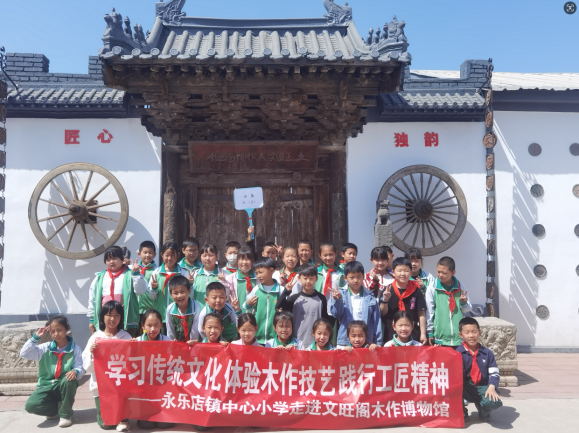 匠心
独韵
学习传统文化 体验木作技艺 践行工匠精神
——永乐店镇中心小学走进文旺阁木作博物馆